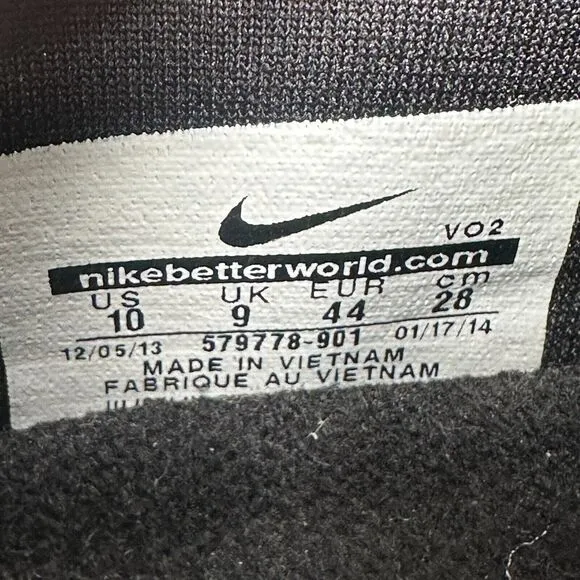 VO2
nikebetterworld.com
US UK EUR cm
10 9 44 28
12/05/13 579778-901 01/17/14
MADE IN VIETNAM
FABRIQUE AU VIETNAM